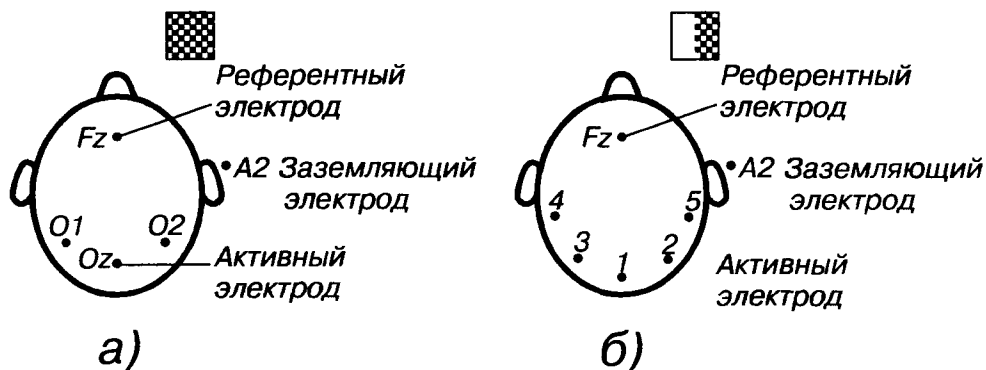 Референтный
электрод
Fz
A2 Заземляющий
электрод
O1
O2
Oz
Активный
электрод
а)
Референтный
электрод
Fz
A2 Заземляющий
электрод
4
5
3
2
1
Активный
электрод
б)